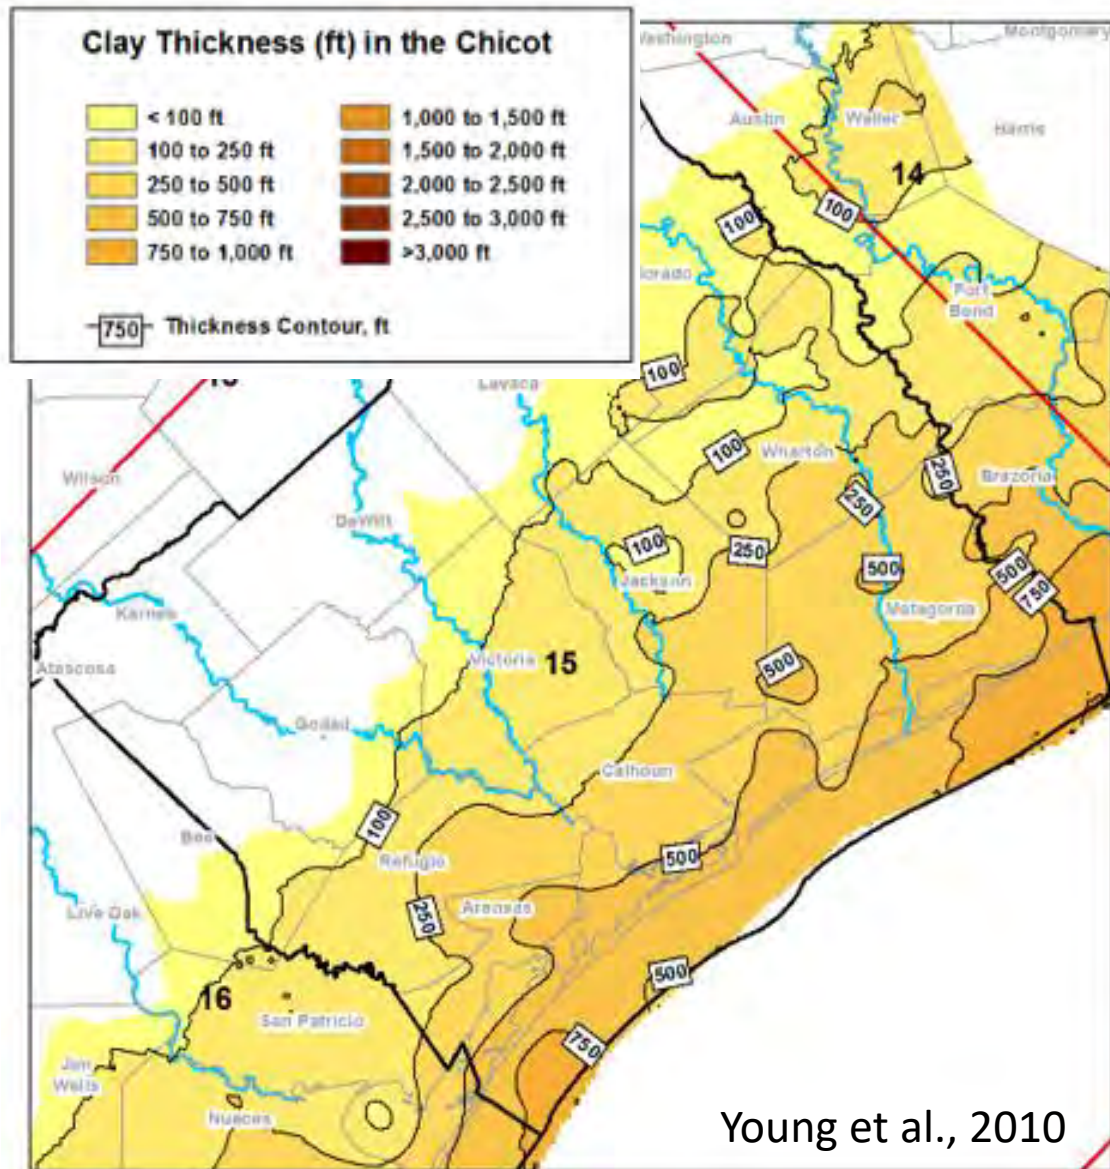 Clay Thickness (ft) in the Chicot
< 100 ft
100 to 250 ft
250 to 500 ft
500 to 750 ft
750 to 1,000 ft
1,000 to 1,500 ft
1,500 to 2,000 ft
2,000 to 2,500 ft
2,500 to 3,000 ft
>3,000 ft
750 Thickness Contour, ft
Washington
Montgomery
Austin
Waller
Harris
14
100
100
orado
Fort
Bend
100
Lavaca
Wilson
100
Wharton
250
Brazoria
DeWitt
250
100
250
500
500
Jackson
750
Karnes
Matagorda
Atascosa
Victoria
15
500
Goliad
Calhoun
100
Bee
Refugio
500
Live Oak
250
Aransas
500
16
San Patricio
750
Jim
Wells
Nueces
Young et al., 2010